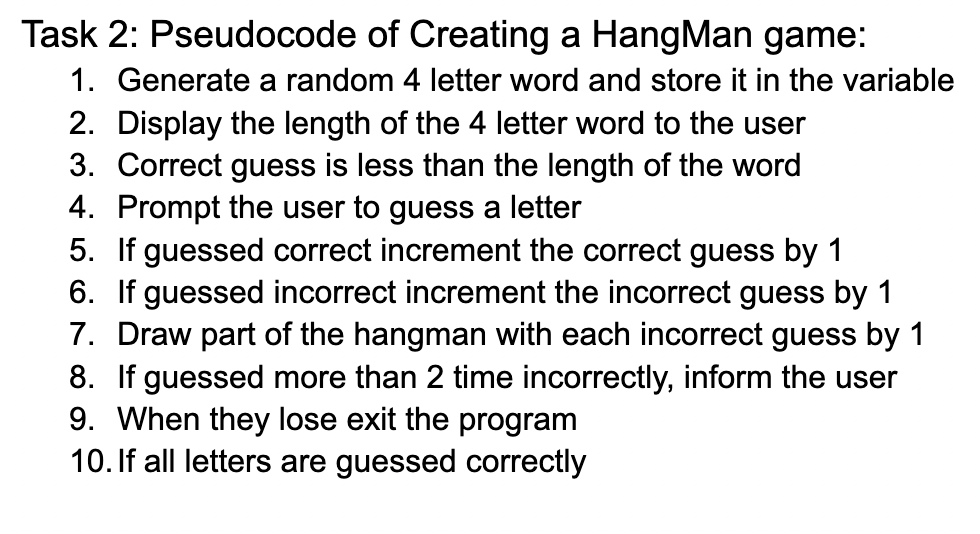 Task 2: Pseudocode of Creating a HangMan game:
1. Generate a random 4 letter word and store it in the variable
2. Display the length of the 4 letter word to the user
3. Correct guess is less than the length of the word
4. Prompt the user to guess a letter
5. If guessed correct increment the correct guess by 1
6. If guessed incorrect increment the incorrect guess by 1
7. Draw part of the hangman with each incorrect guess by 1
8. If guessed more than 2 time incorrectly, inform the user
9. When they lose exit the program
10. If all letters are guessed correctly